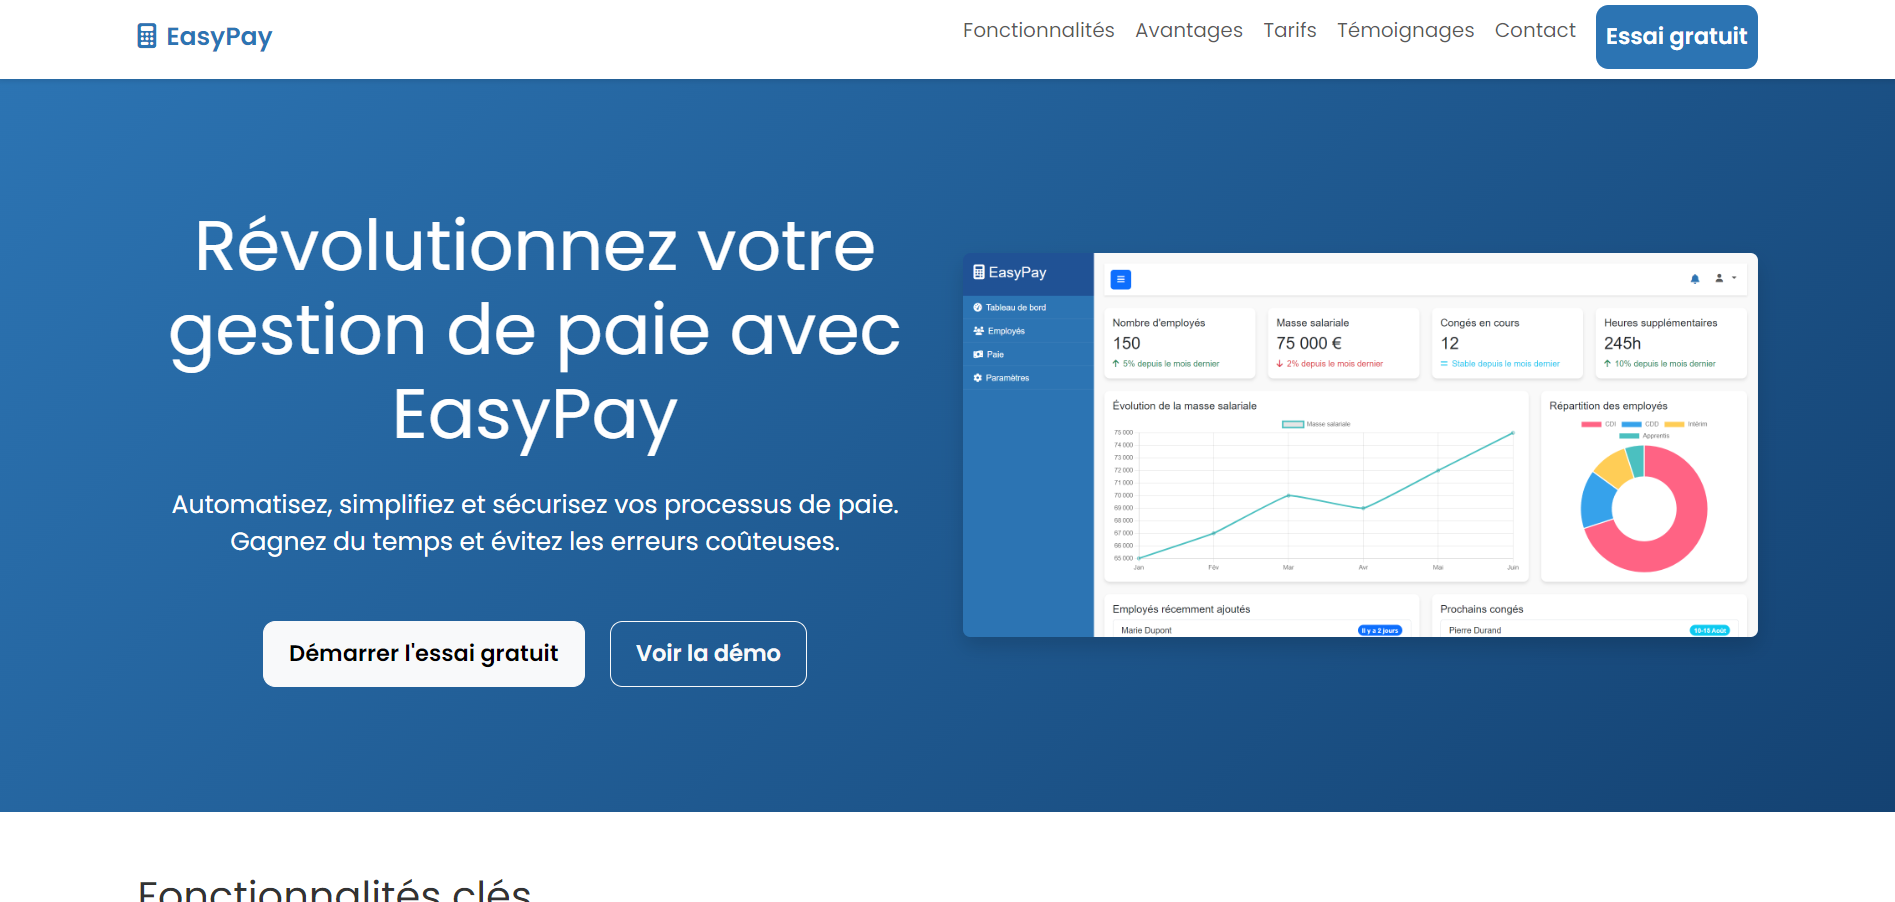 EasyPay
Fonctionnalités Avantages Tarifs Témoignages Contact Essai gratuit
Révolutionnez votre
gestion de paie avec
EasyPay
Automatisez, simplifiez et sécurisez vos processus de paie.
Gagnez du temps et évitez les erreurs coûteuses.
Démarrer l'essai gratuit
Voir la démo
EasyPay
Tableau de bord
Employés
Paie
Paramètres
Nombre d'employés
150
5% depuis le mois dernier
Masse salariale
75 000 €
2% depuis le mois dernier
Congés en cours
12
Stable depuis le mois dernier
Heures supplémentaires
245h
10% depuis le mois dernier
Évolution de la masse salariale
Masse salariale
75 000
74 000
73 000
72 000
71 000
70 000
69 000
68 000
67 000
66 000
65 000
Jan Fév Mar Avr Mai Juin
Répartition des employés
CDI CDD Intérim
Apprentis
Employés récemment ajoutés
Marie Dupont Il y a 2 jours
Prochains congés
Pierre Durand
Août
Fonctionnalités clés